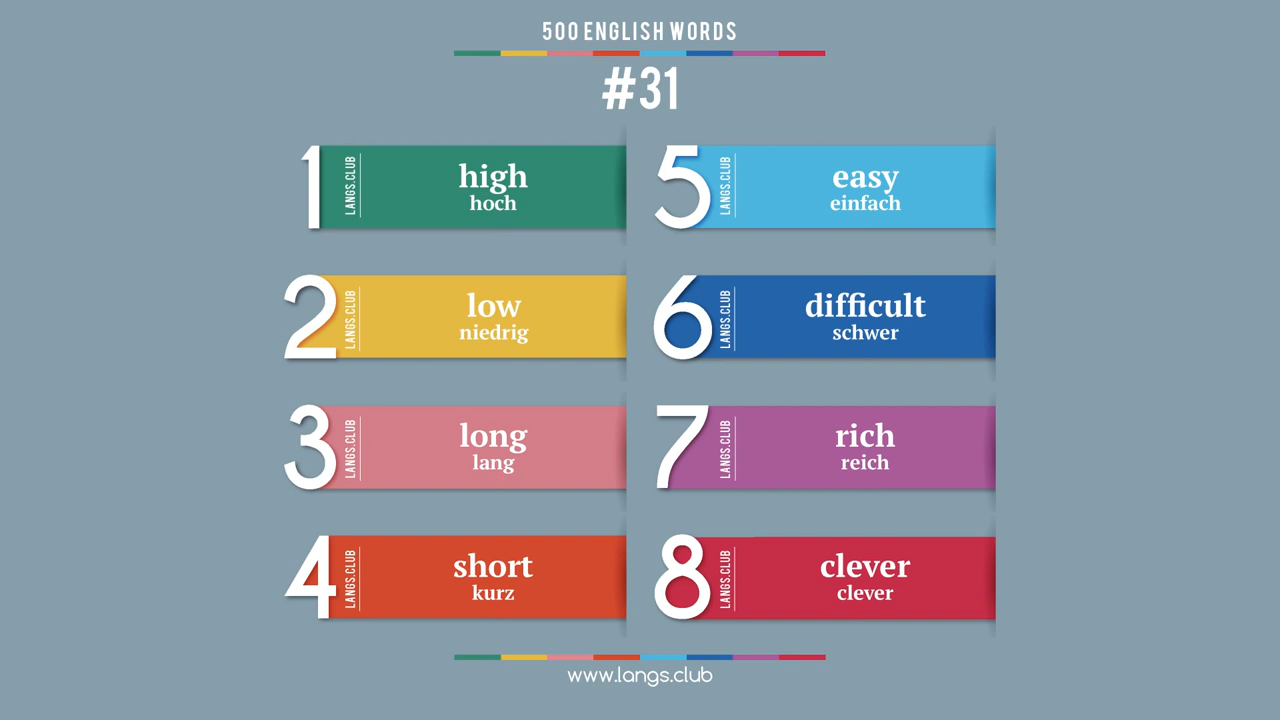 500 ENGLISH WORDS
#31
1
LANGS.CLUB
high
hoch
2
LANGS.CLUB
low
niedrig
3
LANGS.CLUB
long
lang
4
LANGS.CLUB
short
kurz
5
LANGS.CLUB
easy
einfach
6
LANGS.CLUB
difficult
schwer
7
LANGS.CLUB
rich
reich
8
LANGS.CLUB
clever
clever
www.langs.club